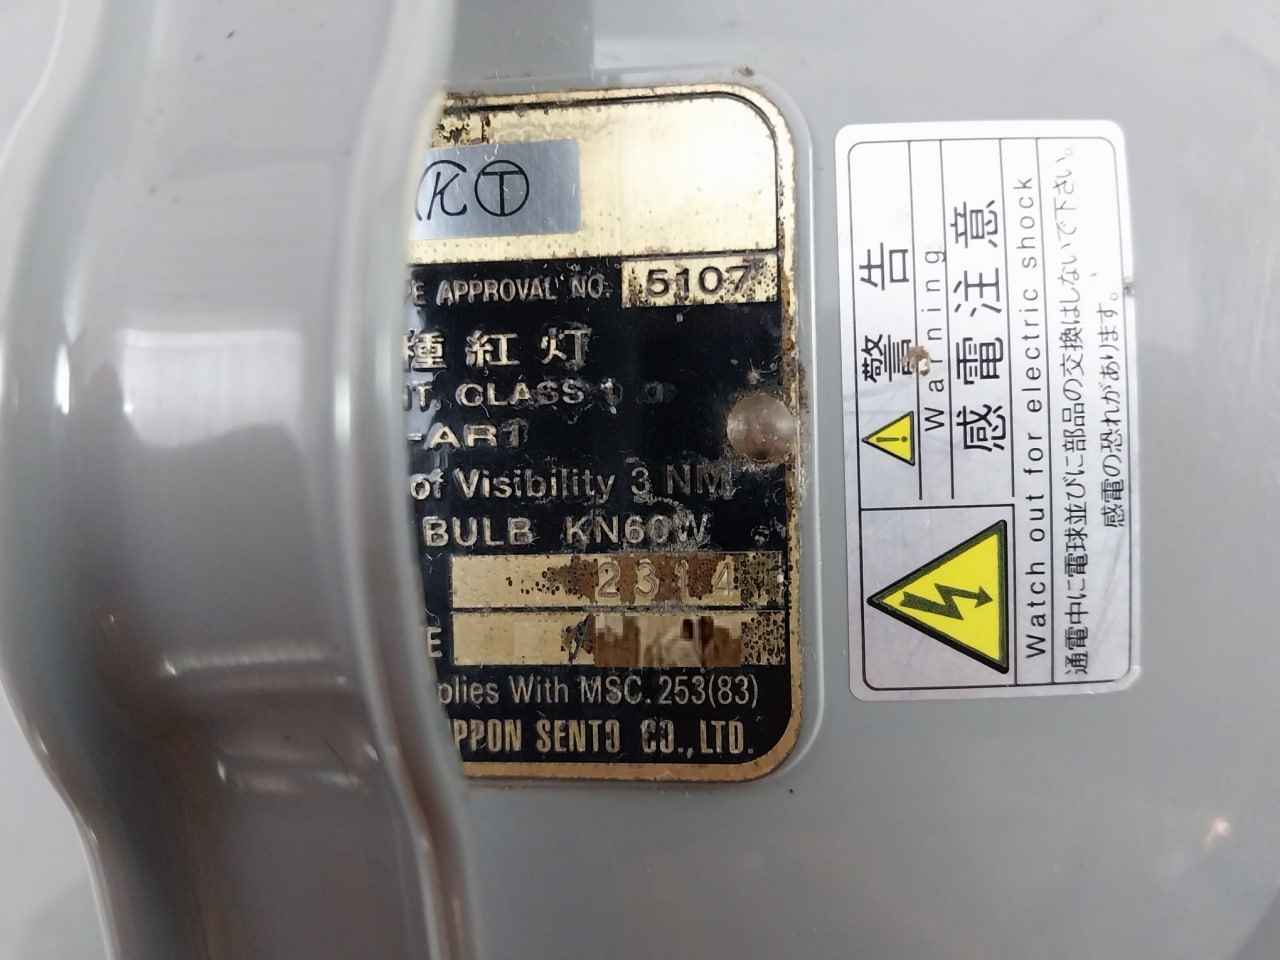 KT
E APPROVAL NO. 5107
種紅灯
T. CLASS 1
-AR1
of Visibility 3 NM
BULB KN60W
2314
E
plies With MSC.253(83)
PPON SENTO CO.,LTD.
警告
Warning
感電注意
Watch out for electric shock
通電中に電球並びに部品の交換はしないで下さい。
感電の恐れがあります。